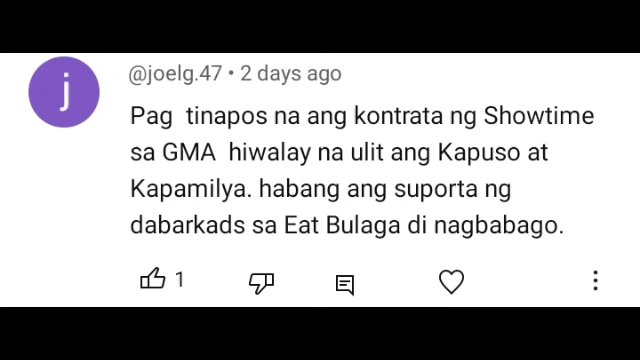 j
@joelg.47 • 2 days ago
Pag tinapos na ang kontrata ng Showtime
sa GMA hiwalay na ulit ang Kapuso at
Kapamilya. habang ang suporta ng
dabarkads sa Eat Bulaga di nagbabago.
1